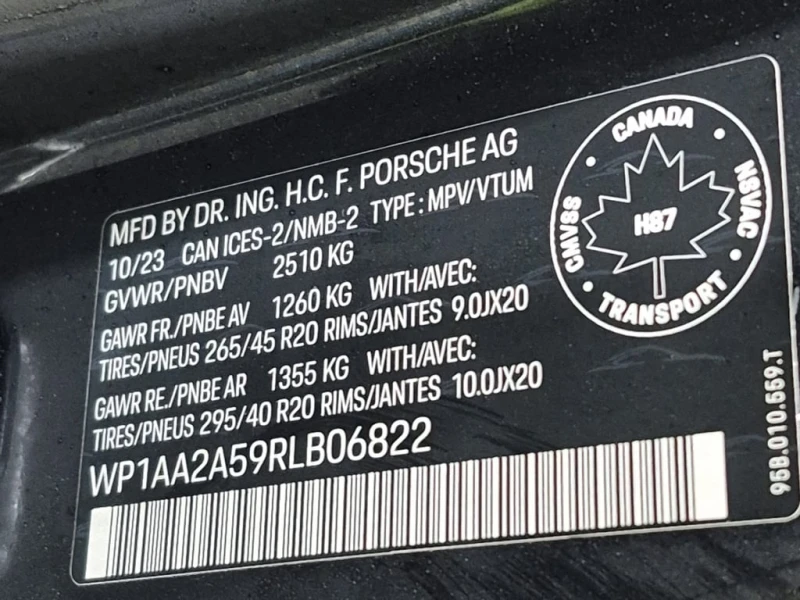 MFD BY DR. ING. H.C. F. PORSCHE AG
10/23 CAN ICES-2/NMB-2 TYPE : MPV/VTUM
GVWR/PNBV 2510 KG
GAWR FR./PNBE AV 1260 KG WITH/AVEC:
TIRES/PNEUS 265/45 R20 RIMS/JANTES 9.0JX20
GAWR RE./PNBE AR 1355 KG WITH/AVEC:
TIRES/PNEUS 295/40 R20 RIMS/JANTES 10.0JX20
WP1AA2A59RLB06822
CANADA
CMVSS
NSVAC
H87
TRANSPORT
95B.010.559.T